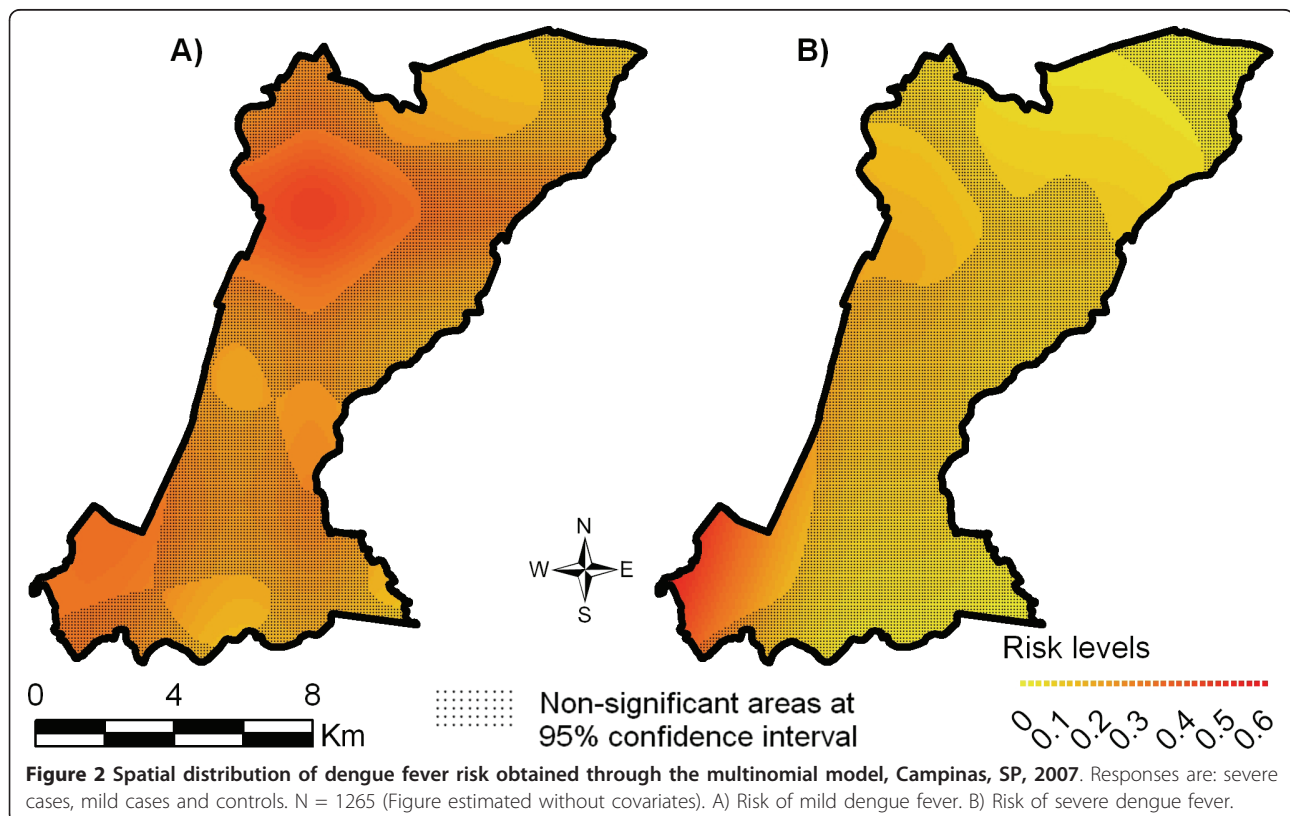 A)
B)
N
W E
S
Risk levels
0 4 8
Km
Non-significant areas at
95% confidence interval
0 0.1 0.2 0.3 0.4 0.5 0.6
Figure 2 Spatial distribution of dengue fever risk obtained through the multinomial model, Campinas, SP, 2007. Responses are: severe
cases, mild cases and controls. N = 1265 (Figure estimated without covariates). A) Risk of mild dengue fever. B) Risk of severe dengue fever.